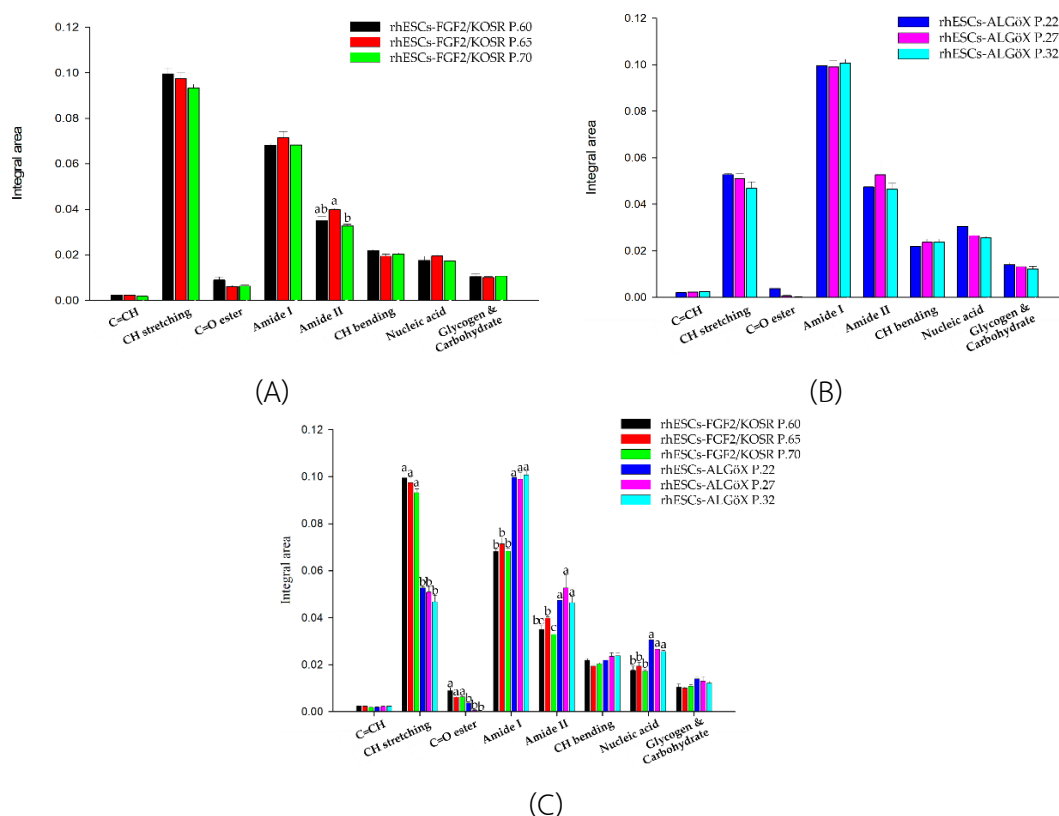 rhESCs-FGF2/KOSR P.60
rhESCs-FGF2/KOSR P.65
rhESCs-FGF2/KOSR P.70
0.12
0.10
0.08
0.06
0.04
0.02
0.00
Integral area
ab
a
b
C=CH
CH stretching
C=O ester
Amide I
Amide II
CH bending
Nucleic acid
Glycogen &
Carbohydrate
(A)
rhESCs-ALGöX P.22
rhESCs-ALGöX P.27
rhESCs-ALGöX P.32
0.12
0.10
0.08
0.06
0.04
0.02
0.00
Integral area
C=CH
CH stretching
C=O ester
Amide I
Amide II
CH bending
Nucleic acid
Glycogen &
Carbohydrate
(B)
rhESCs-FGF2/KOSR P.60
rhESCs-FGF2/KOSR P.65
rhESCs-FGF2/KOSR P.70
rhESCs-ALGöX P.22
rhESCs-ALGöX P.27
rhESCs-ALGöX P.32
0.12
0.10
0.08
0.06
0.04
0.02
0.00
Integral area
a a a b b b
a a a b b b
b b b a a a
bc b c a a a
b b b a a a
C=CH
CH stretching
C=O ester
Amide I
Amide II
CH bending
Nucleic acid
Glycogen &
Carbohydrate
(C)